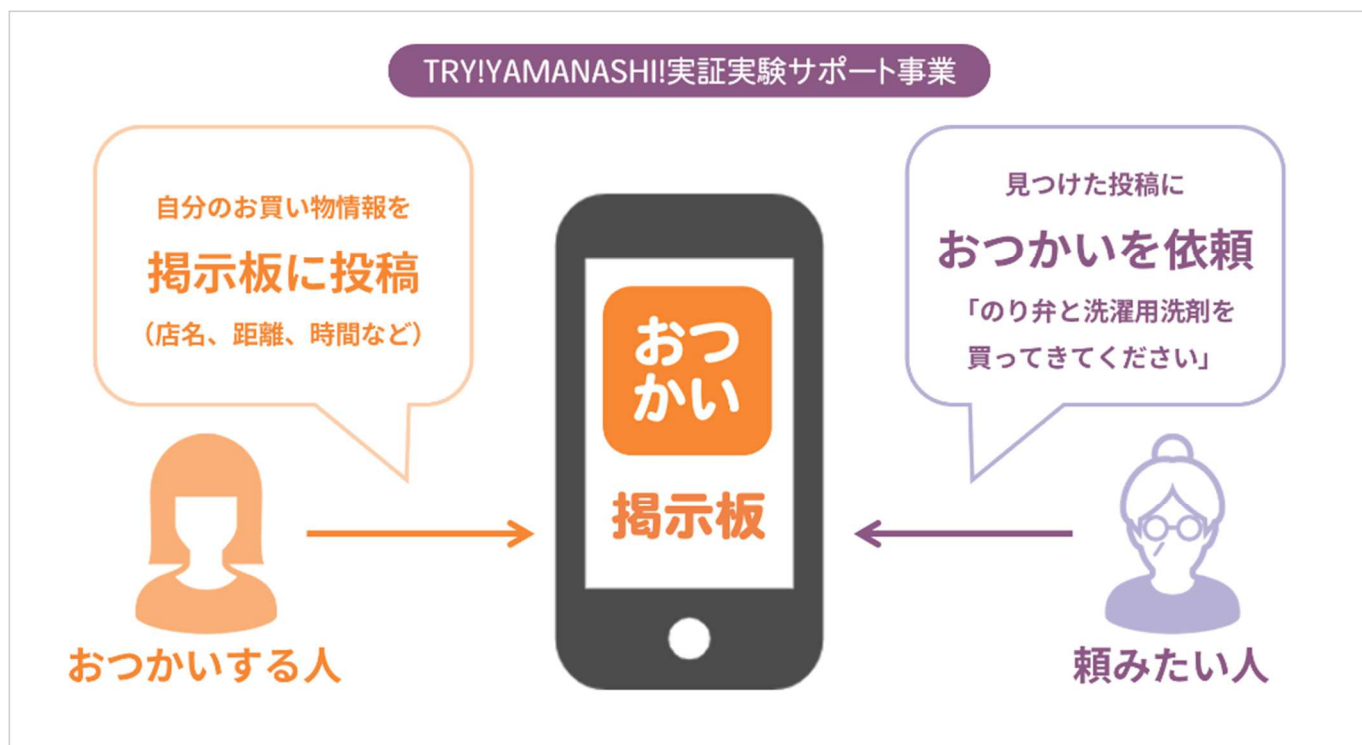 TRY!YAMANASHI!実証実験サポート事業
自分のお買い物情報を
掲示板に投稿
（店名、距離、時間など）
おつかいする人
おつ
かい
掲示板
見つけた投稿に
おつかいを依頼
「のり弁と洗濯用洗剤を
買ってきてください」
頼みたい人